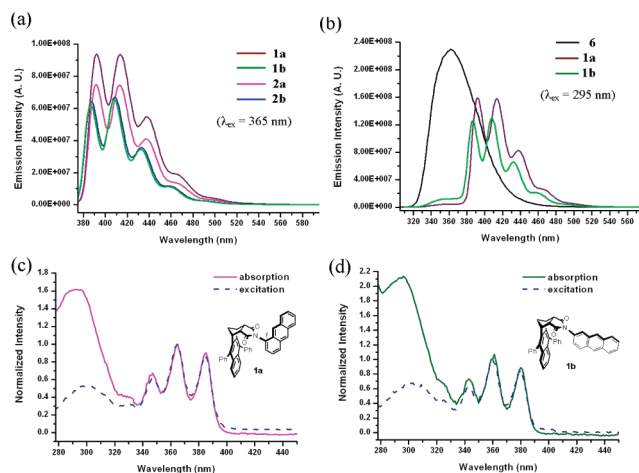 (a)
Emission Intensity (A. U.)
1.00E+008
8.00E+007
6.00E+007
4.00E+007
2.00E+007
0.00E+000
380 400 420 440 460 480 500 520 540 560 580
Wavelength (nm)
1a
1b
2a
2b
(λex = 365 nm)
(b)
Emission Intensity (A. U.)
2.80E+008
2.40E+008
2.00E+008
1.60E+008
1.20E+008
8.00E+007
4.00E+007
0.00E+000
320 340 360 380 400 420 440 460 480 500 520 540 560 580
Wavelength (nm)
6
1a
1b
(λex = 295 nm)
(c)
Normalized Intensity
1.8
1.6
1.4
1.2
1.0
0.8
0.6
0.4
0.2
0.0
280 300 320 340 360 380 400 420 440
Wavelength (nm)
absorption
excitation
O
N
O
Ph
Ph
1a
(d)
Normalized Intensity
2.2
2.0
1.8
1.6
1.4
1.2
1.0
0.8
0.6
0.4
0.2
0.0
280 300 320 340 360 380 400 420 440
Wavelength (nm)
absorption
excitation
O
N
O
Ph
Ph
1b